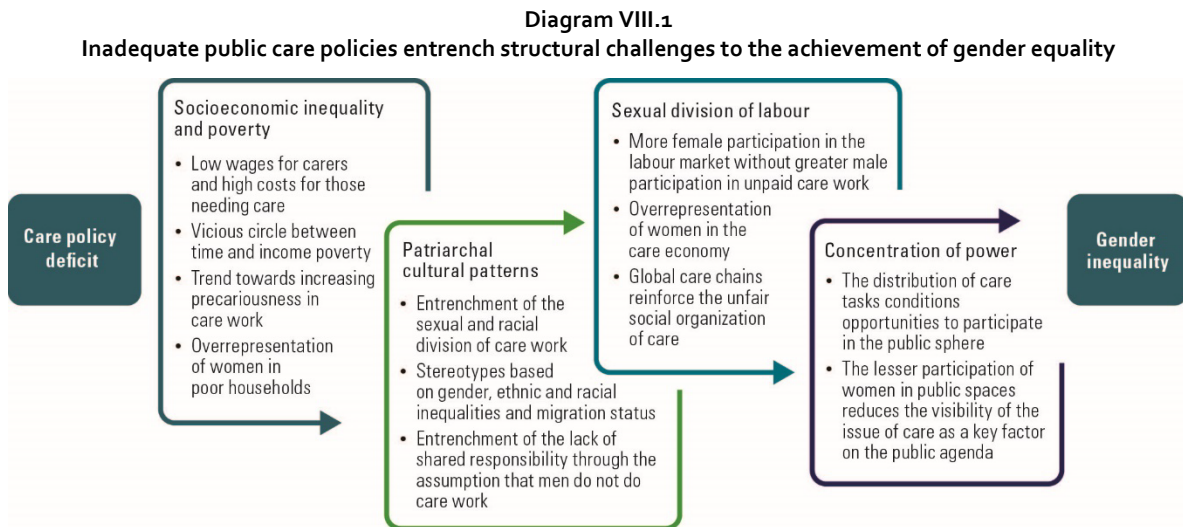 Diagram VIII.1
Inadequate public care policies entrench structural challenges to the achievement of gender equality
Care policy
deficit
Socioeconomic inequality
and poverty
• Low wages for carers
and high costs for those
needing care
• Vicious circle between
time and income poverty
• Trend towards increasing
precariousness in
care work
• Overrepresentation
of women in
poor households
Patriarchal
cultural patterns
• Entrenchment of the
sexual and racial
division of care work
• Stereotypes based
on gender, ethnic and racial
inequalities and migration status
• Entrenchment of the lack of
shared responsibility through the
assumption that men do not do
care work
Sexual division of labour
• More female participation in the
labour market without greater male
participation in unpaid care work
• Overrepresentation
of women in the
care economy
• Global care chains
reinforce the unfair
social organization
of care
Concentration of power
• The distribution of care
tasks conditions
opportunities to participate
in the public sphere
• The lesser participation of
women in public spaces
reduces the visibility of the
issue of care as a key factor
on the public agenda
Gender
inequality